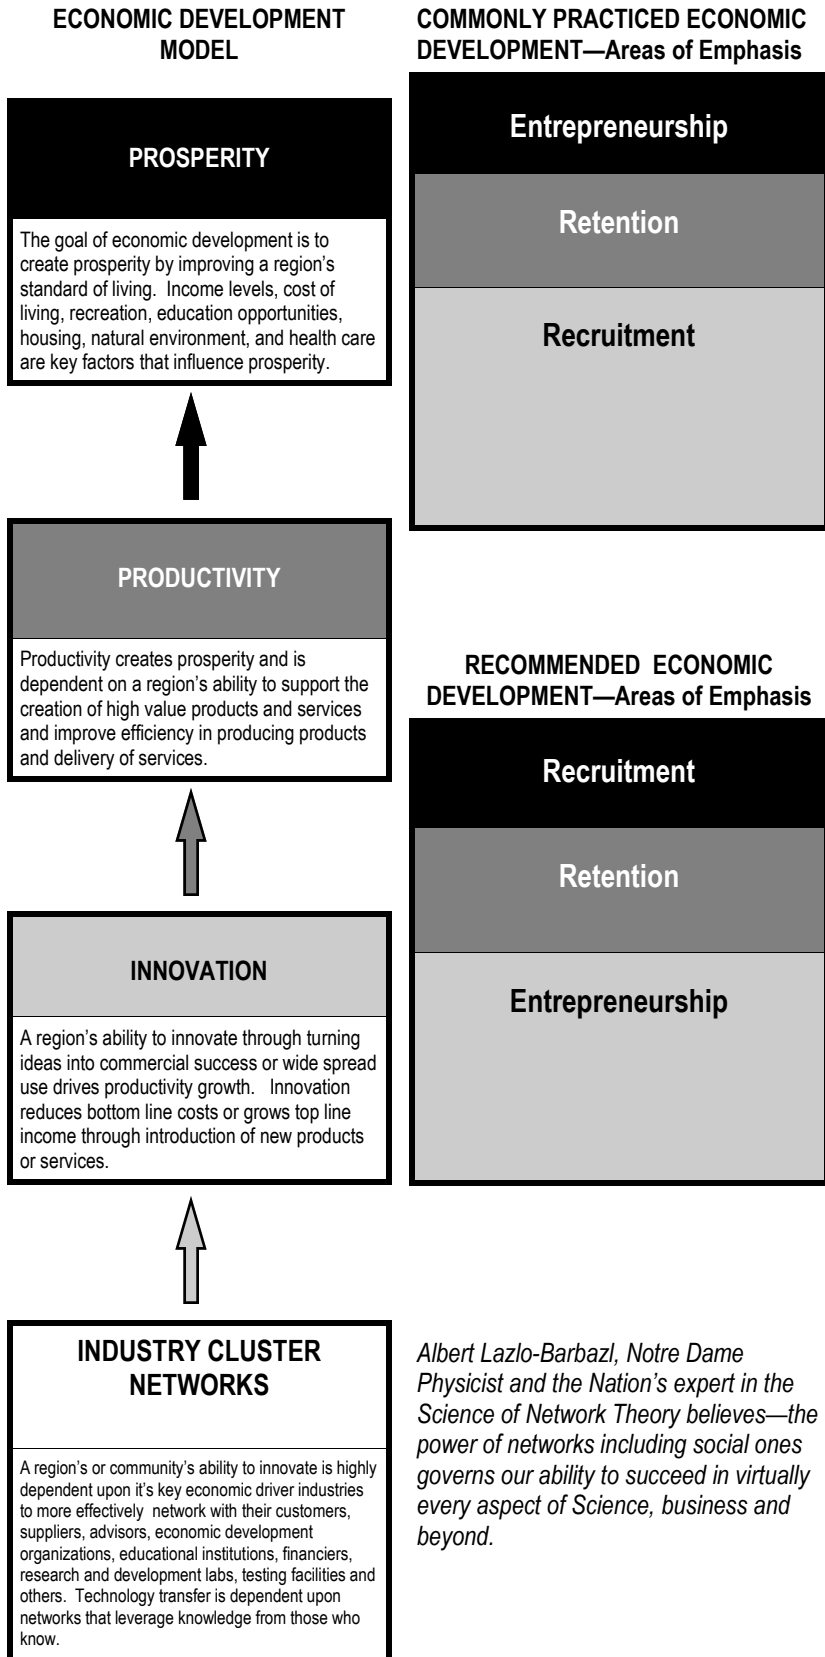 ECONOMIC DEVELOPMENT
MODEL
PROSPERITY
The goal of economic development is to
create prosperity by improving a region's
standard of living.  Income levels, cost of
living, recreation, education opportunities,
housing, natural environment, and health care
are key factors that influence prosperity.
PRODUCTIVITY
Productivity creates prosperity and is
dependent on a region's ability to support the
creation of high value products and services
and improve efficiency in producing products
and delivery of services.
INNOVATION
A region's ability to innovate through turning
ideas into commercial success or wide spread
use drives productivity growth.   Innovation
reduces bottom line costs or grows top line
income through introduction of new products
or services.
INDUSTRY CLUSTER
NETWORKS
A region's or community's ability to innovate is highly
dependent upon it's key economic driver industries
to more effectively  network with their customers,
suppliers, advisors, economic development
organizations, educational institutions, financiers,
research and development labs, testing facilities and
others.  Technology transfer is dependent upon
networks that leverage knowledge from those who
know.
COMMONLY PRACTICED ECONOMIC
DEVELOPMENT—Areas of Emphasis
Entrepreneurship
Retention
Recruitment
RECOMMENDED  ECONOMIC
DEVELOPMENT—Areas of Emphasis
Recruitment
Retention
Entrepreneurship
Albert Lazlo-Barbazl, Notre Dame
Physicist and the Nation's expert in the
Science of Network Theory believes—the
power of networks including social ones
governs our ability to succeed in virtually
every aspect of Science, business and
beyond.